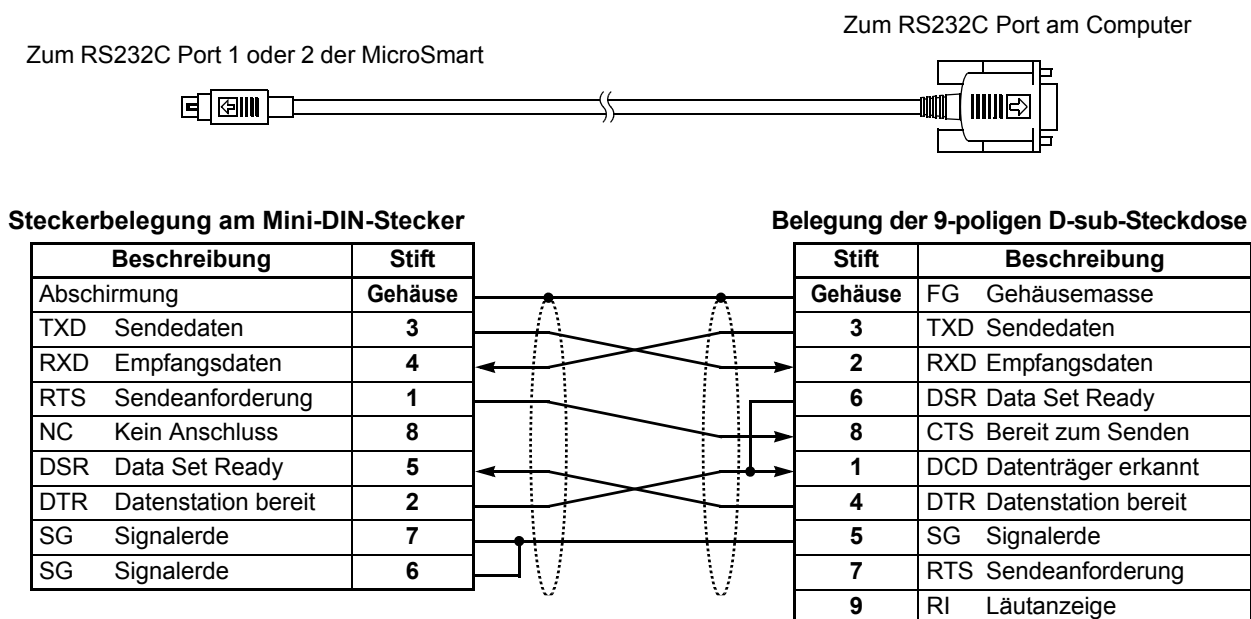 Zum RS232C Port am Computer
Zum RS232C Port 1 oder 2 der MicroSmart
Steckerbelegung am Mini-DIN-Stecker
Beschreibung Stift
Abschirmung Gehäuse
TXD Sendedaten 3
RXD Empfangsdaten 4
RTS Sendeanforderung 1
NC Kein Anschluss 8
DSR Data Set Ready 5
DTR Datenstation bereit 2
SG Signalerde 7
SG Signalerde 6
Belegung der 9-poligen D-sub-Steckdose
Stift Beschreibung
Gehäuse FG Gehäusemasse
3 TXD Sendedaten
2 RXD Empfangsdaten
6 DSR Data Set Ready
8 CTS Bereit zum Senden
1 DCD Datenträger erkannt
4 DTR Datenstation bereit
5 SG Signalerde
7 RTS Sendeanforderung
9 RI Läutanzeige